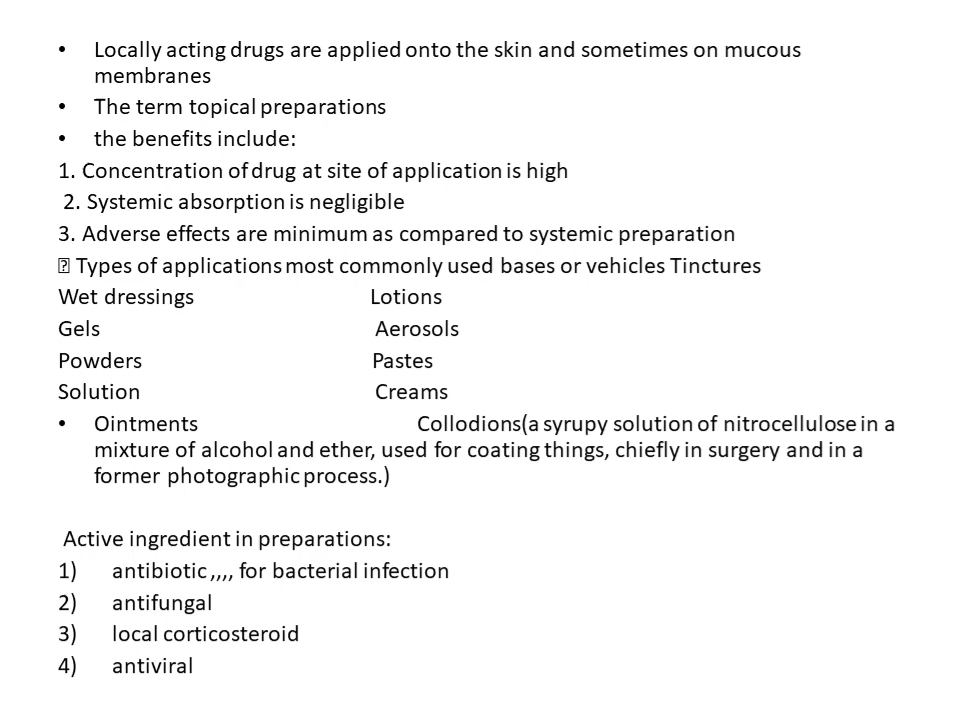 • Locally acting drugs are applied onto the skin and sometimes on mucous
membranes
• The term topical preparations
• the benefits include:
1. Concentration of drug at site of application is high
2. Systemic absorption is negligible
3. Adverse effects are minimum as compared to systemic preparation
⍰ Types of applications most commonly used bases or vehicles Tinctures
Wet dressings Lotions
Gels Aerosols
Powders Pastes
Solution Creams
• Ointments Collodions(a syrupy solution of nitrocellulose in a
mixture of alcohol and ether, used for coating things, chiefly in surgery and in a
former photographic process.)
Active ingredient in preparations:
1) antibiotic ,,,, for bacterial infection
2) antifungal
3) local corticosteroid
4) antiviral